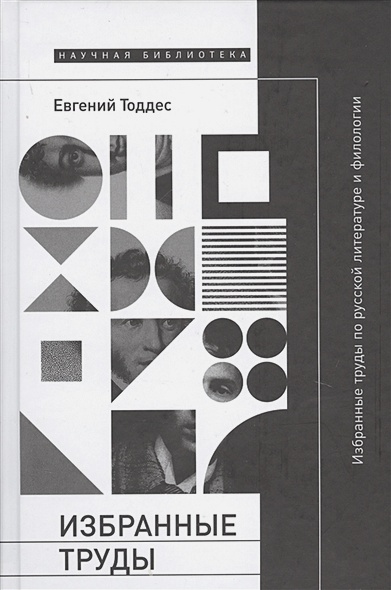 НАУЧНАЯ БИБЛИОТЕКА
Евгений Тоддес
Избранные труды по русской литературе и филологии
ИЗБРАННЫЕ
ТРУДЫ